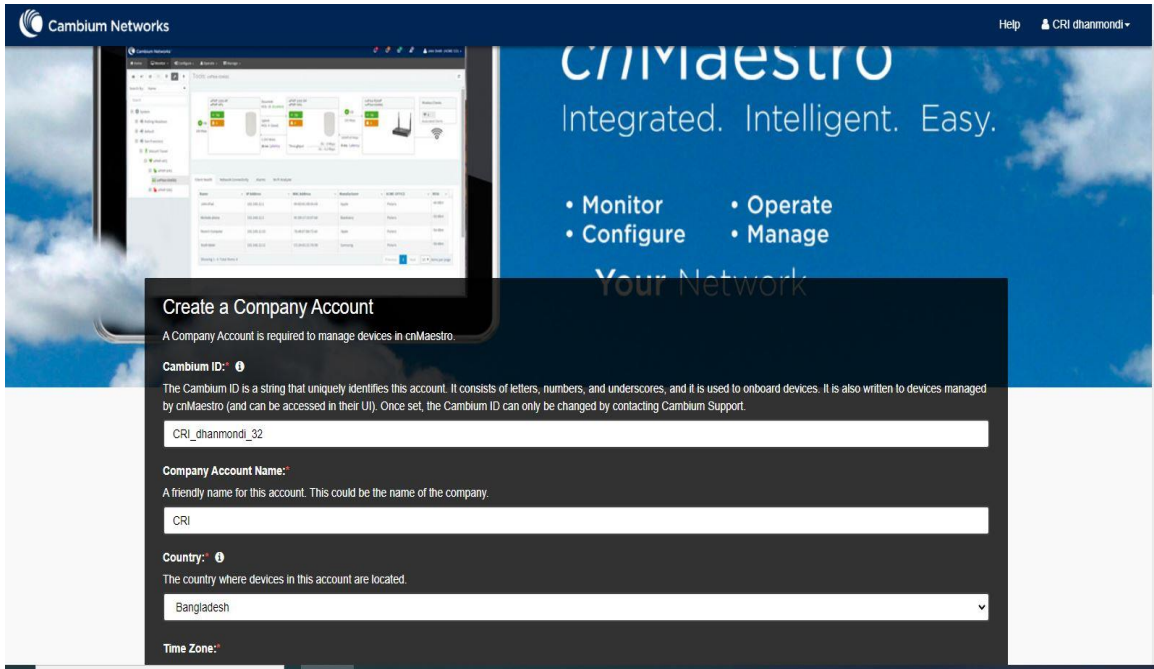 Cambium Networks
Help
CRI dhanmondi
cnMaestro
Integrated. Intelligent. Easy.
• Monitor • Operate
• Configure • Manage
Your Network
Create a Company Account
A Company Account is required to manage devices in cnMaestro.
Cambium ID:*
The Cambium ID is a string that uniquely identifies this account. It consists of letters, numbers, and underscores, and it is used to onboard devices. It is also written to devices managed
by cnMaestro (and can be accessed in their UI). Once set, the Cambium ID can only be changed by contacting Cambium Support.
CRI_dhanmondi_32
Company Account Name:*
A friendly name for this account. This could be the name of the company.
CRI
Country:*
The country where devices in this account are located.
Bangladesh
Time Zone:*